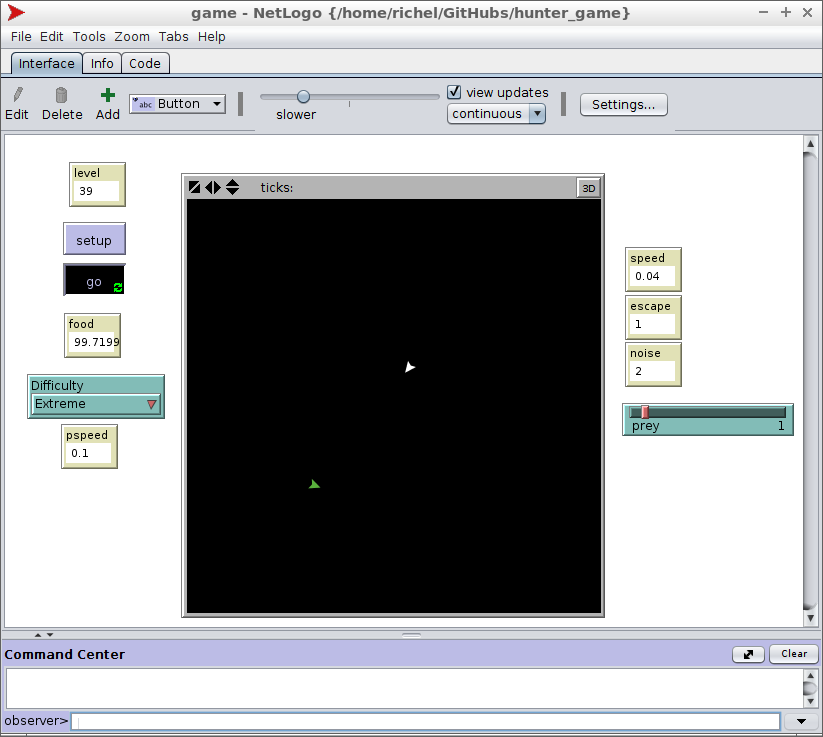 game - NetLogo {/home/richel/GitHubs/hunter_game}
File Edit Tools Zoom Tabs Help
Interface Info Code
Edit Delete Add abc Button slower view updates continuous Settings...
level
39
setup
go
food
99.7199
Difficulty
Extreme
pspeed
0.1
ticks: 3D
speed
0.04
escape
1
noise
2
prey 1
Command Center Clear
observer>